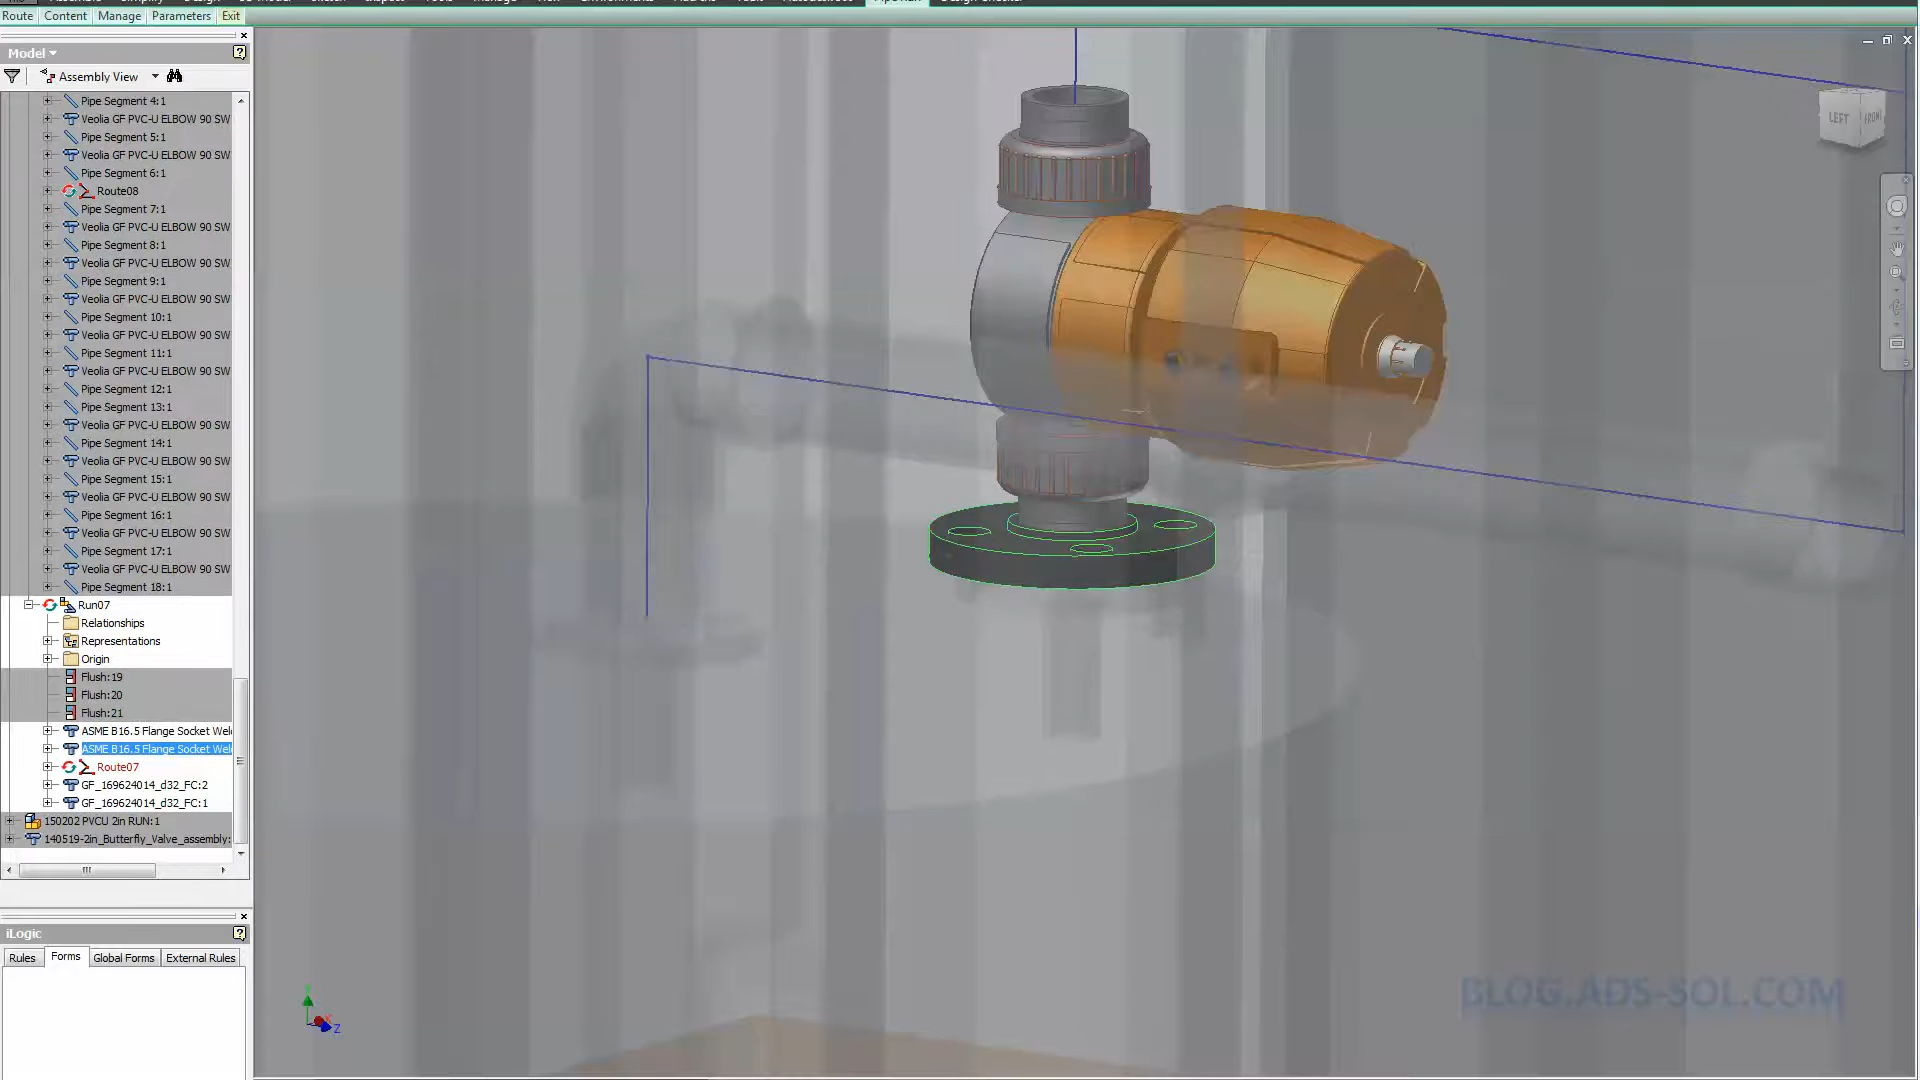 Route Content Manage Parameters Exit
Model
Assembly View
Pipe Segment 4:1
Veolia GF PVC-U ELBOW 90 SW
Pipe Segment 5:1
Veolia GF PVC-U ELBOW 90 SW
Pipe Segment 6:1
Route08
Pipe Segment 7:1
Veolia GF PVC-U ELBOW 90 SW
Pipe Segment 8:1
Veolia GF PVC-U ELBOW 90 SW
Pipe Segment 9:1
Veolia GF PVC-U ELBOW 90 SW
Pipe Segment 10:1
Veolia GF PVC-U ELBOW 90 SW
Pipe Segment 11:1
Veolia GF PVC-U ELBOW 90 SW
Pipe Segment 12:1
Pipe Segment 13:1
Veolia GF PVC-U ELBOW 90 SW
Pipe Segment 14:1
Veolia GF PVC-U ELBOW 90 SW
Pipe Segment 15:1
Veolia GF PVC-U ELBOW 90 SW
Pipe Segment 16:1
Veolia GF PVC-U ELBOW 90 SW
Pipe Segment 17:1
Veolia GF PVC-U ELBOW 90 SW
Pipe Segment 18:1
Run07
Relationships
Representations
Origin
Flush:19
Flush:20
Flush:21
ASME B16.5 Flange Socket Wel
ASME B16.5 Flange Socket Wel
Route07
GF_169624014_d32_FC:2
GF_169624014_d32_FC:1
150202 PVCU 2in RUN:1
140519-2in_Butterfly_Valve_assembly:
iLogic
Rules Forms Global Forms External Rules
LEFT FRONT
Z
BLOG.ADS-SOL.COM